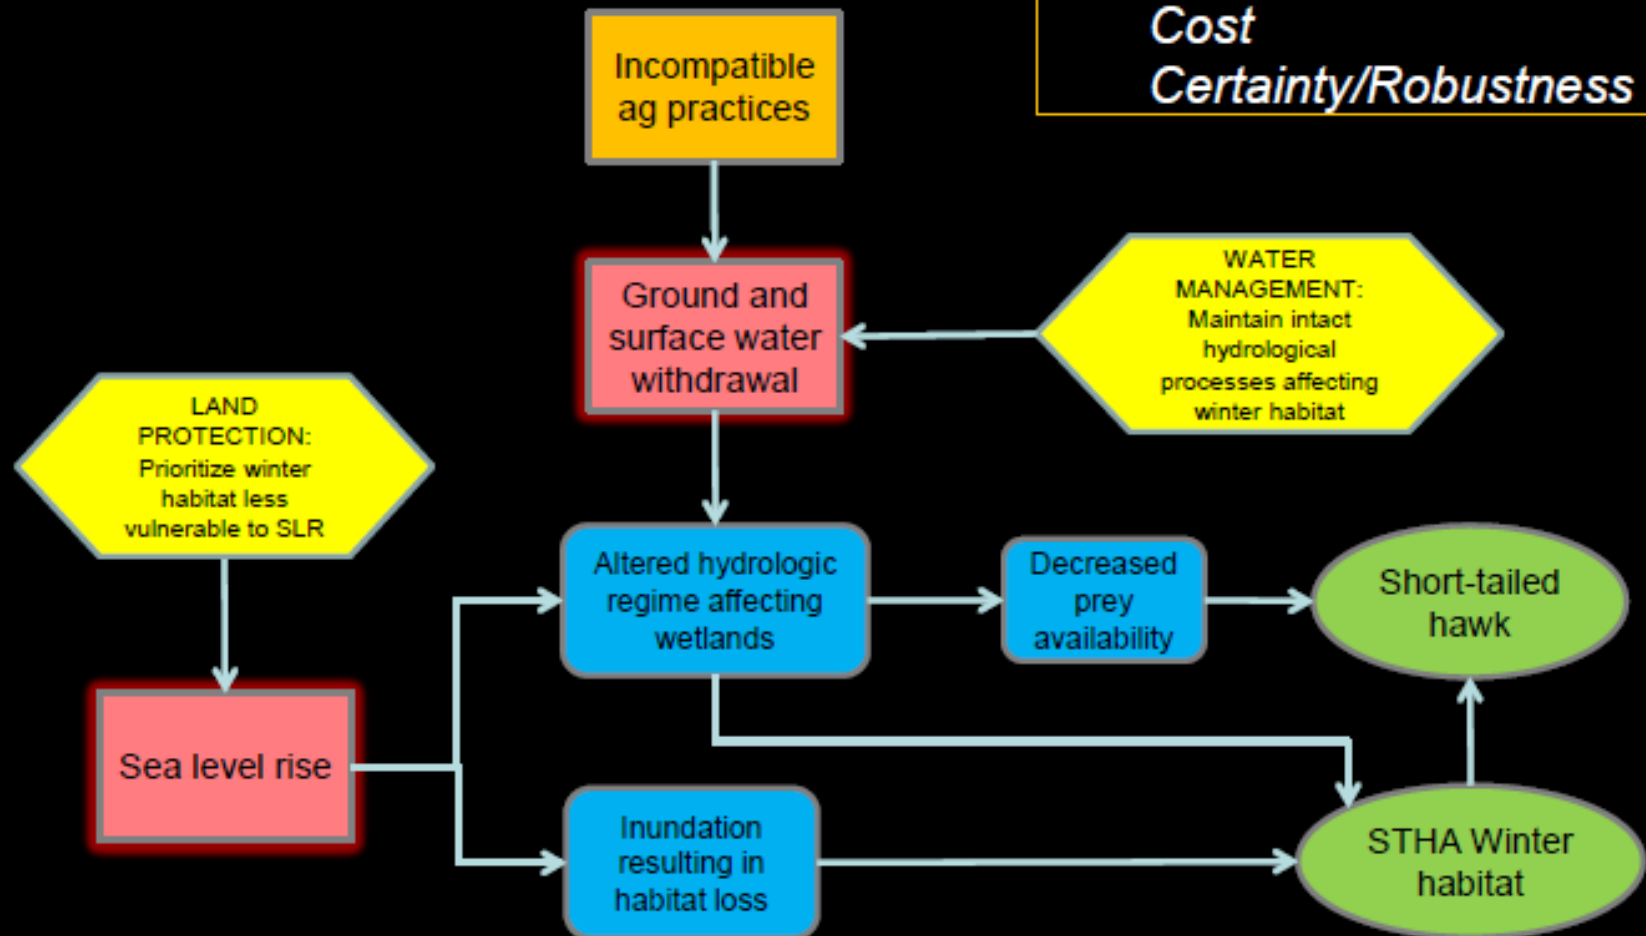 Cost
Certainty/Robustness
Incompatible
ag practices
Ground and
surface water
withdrawal
WATER
MANAGEMENT:
Maintain intact
hydrological
processes affecting
winter habitat
LAND
PROTECTION:
Prioritize winter
habitat less
vulnerable to SLR
Altered hydrologic
regime affecting
wetlands
Decreased
prey
availability
Short-tailed
hawk
Sea level rise
Inundation
resulting in
habitat loss
STHA Winter
habitat